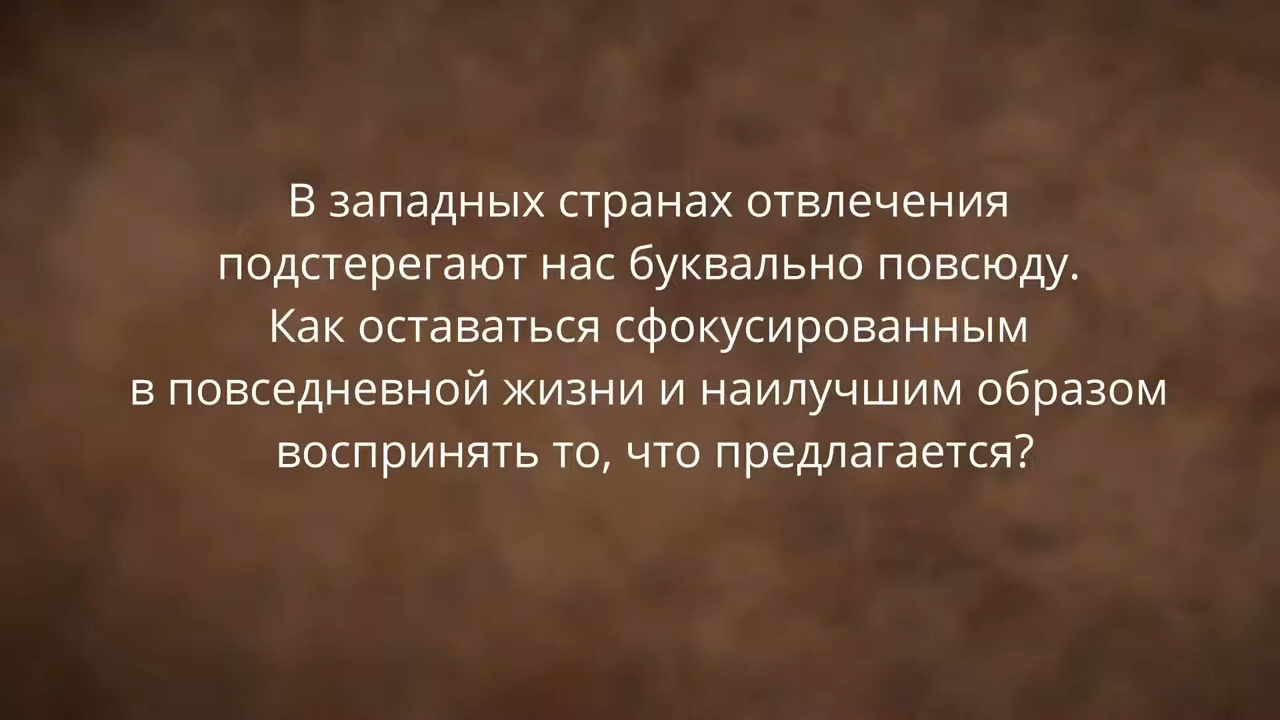 В западных странах отвлечения
подстерегают нас буквально повсюду.
Как оставаться сфокусированным
в повседневной жизни и наилучшим образом
воспринять то, что предлагается?